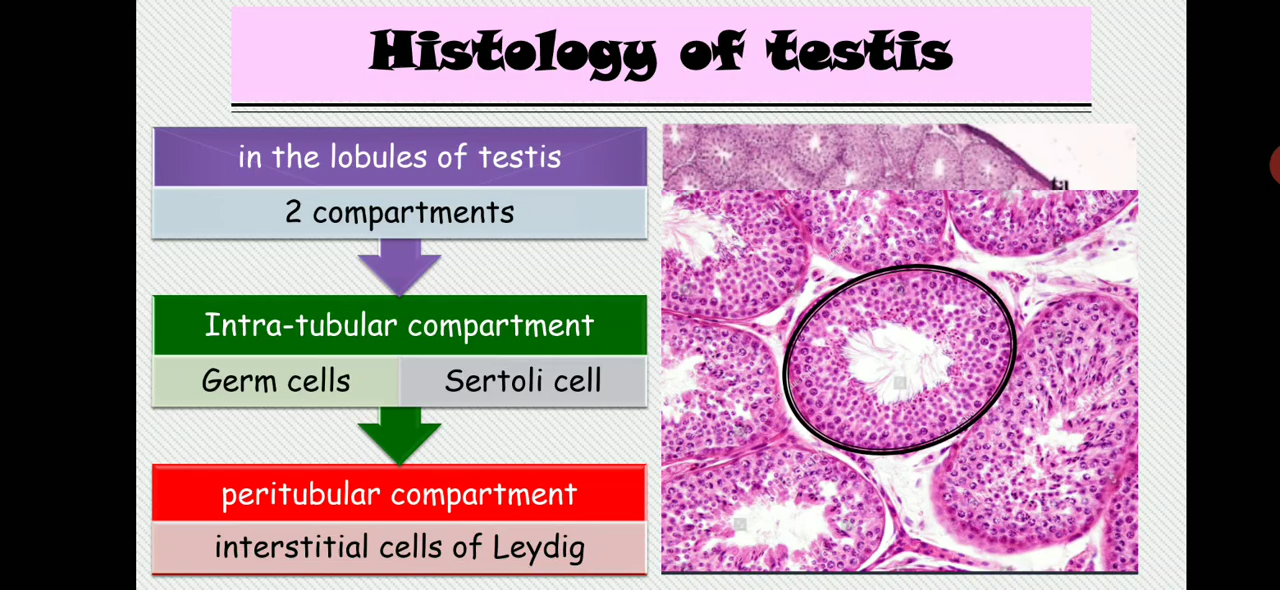 Histology of testis
in the lobules of testis
2 compartments
Intra-tubular compartment
Germ cells
Sertoli cell
peritubular compartment
interstitial cells of Leydig